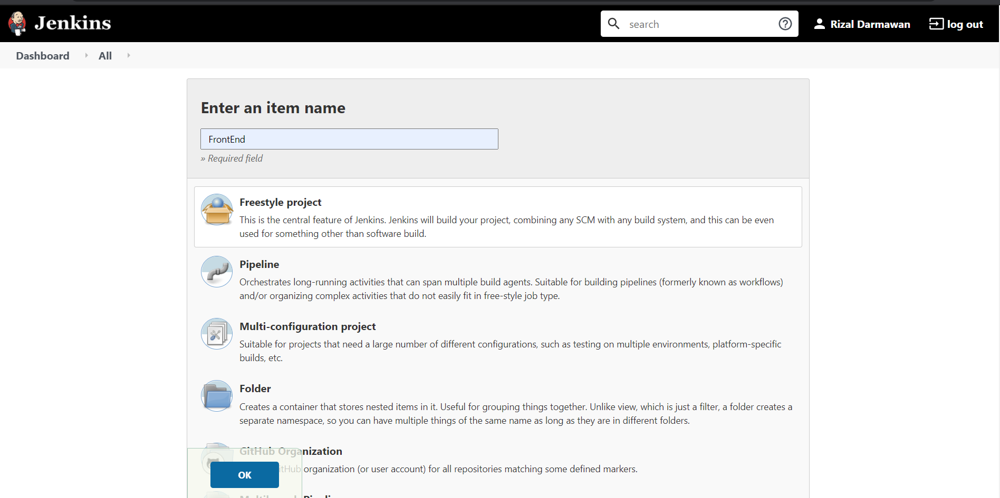 Jenkins
search
Rizal Darmawan
log out
Dashboard
All
Enter an item name
FrontEnd
» Required field
Freestyle project
This is the central feature of Jenkins. Jenkins will build your project, combining any SCM with any build system, and this can be even
used for something other than software build.
Pipeline
Orchestrates long-running activities that can span multiple build agents. Suitable for building pipelines (formerly known as workflows)
and/or organizing complex activities that do not easily fit in free-style job type.
Multi-configuration project
Suitable for projects that need a large number of different configurations, such as testing on multiple environments, platform-specific
builds, etc.
Folder
Creates a container that stores nested items in it. Useful for grouping things together. Unlike view, which is just a filter, a folder creates a
separate namespace, so you can have multiple things of the same name as long as they are in different folders.
GitHub Organization
organization (or user account) for all repositories matching some defined markers.
OK